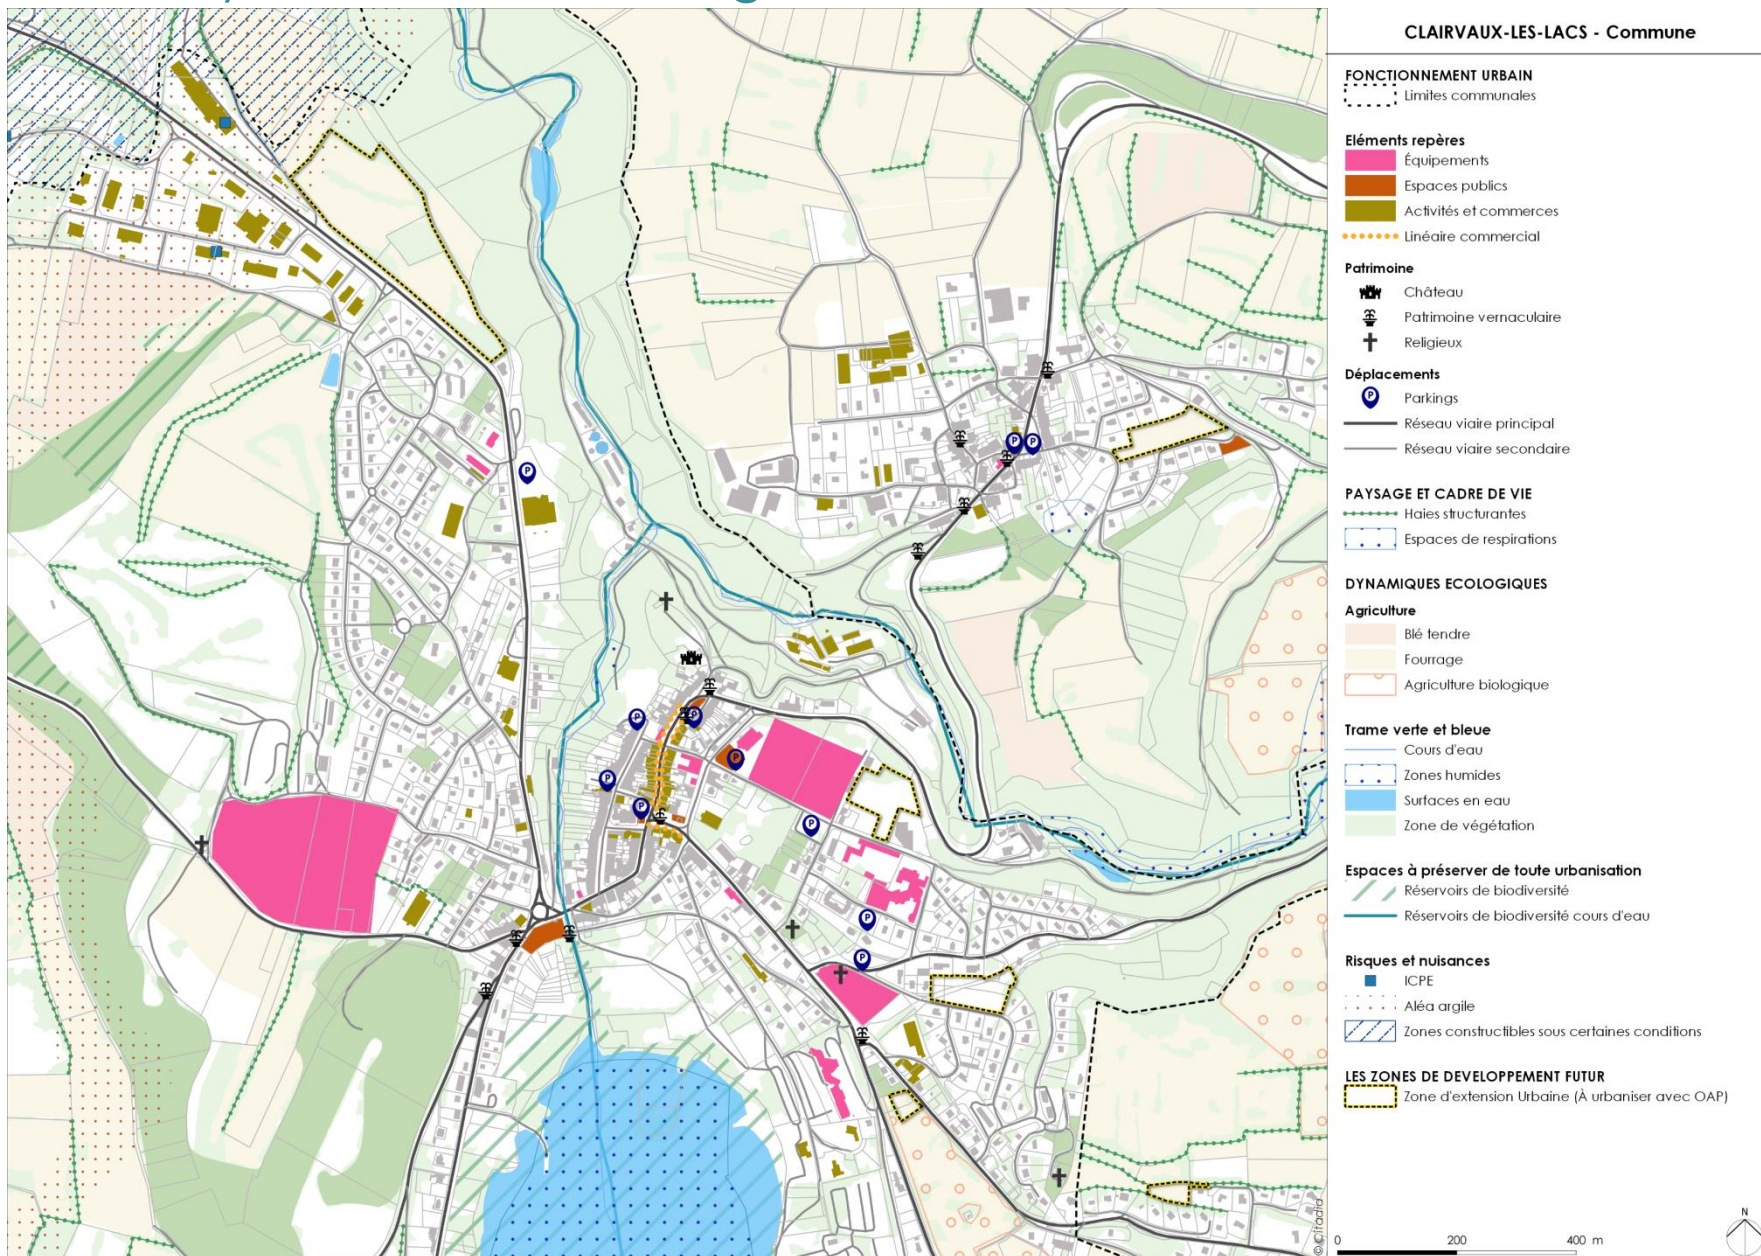 CLAIRVAUX-LES-LACS - Commune
FONCTIONNEMENT URBAIN
Limites communales
Eléments repères
Équipements
Espaces publics
Activités et commerces
Linéaire commercial
Patrimoine
Château
Patrimoine vernaculaire
Religieux
Déplacements
P Parkings
Réseau viaire principal
Réseau viaire secondaire
PAYSAGE ET CADRE DE VIE
Haies structurantes
Espaces de respirations
DYNAMIQUES ECOLOGIQUES
Agriculture
Blé tendre
Fourrage
Agriculture biologique
Trame verte et bleue
Cours d'eau
Zones humides
Surfaces en eau
Zone de végétation
Espaces à préserver de toute urbanisation
Réservoirs de biodiversité
Réservoirs de biodiversité cours d'eau
Risques et nuisances
ICPE
Aléa argile
Zones constructibles sous certaines conditions
LES ZONES DE DEVELOPPEMENT FUTUR
Zone d'extension Urbaine (À urbaniser avec OAP)
N
0 200 400 m
© Citadia
P
P
P
P
P
P
P
P
P
P
P